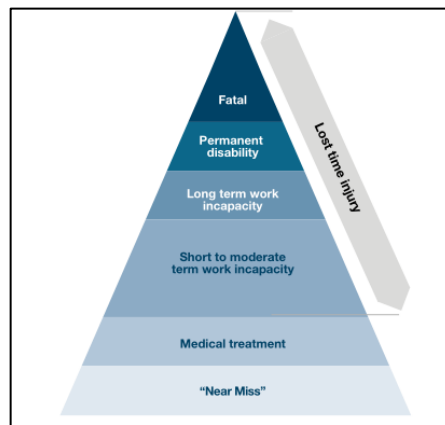 Fatal
Permanent
disability
Long term work
incapacity
Short to moderate
term work incapacity
Medical treatment
“Near Miss”
Lost time injury